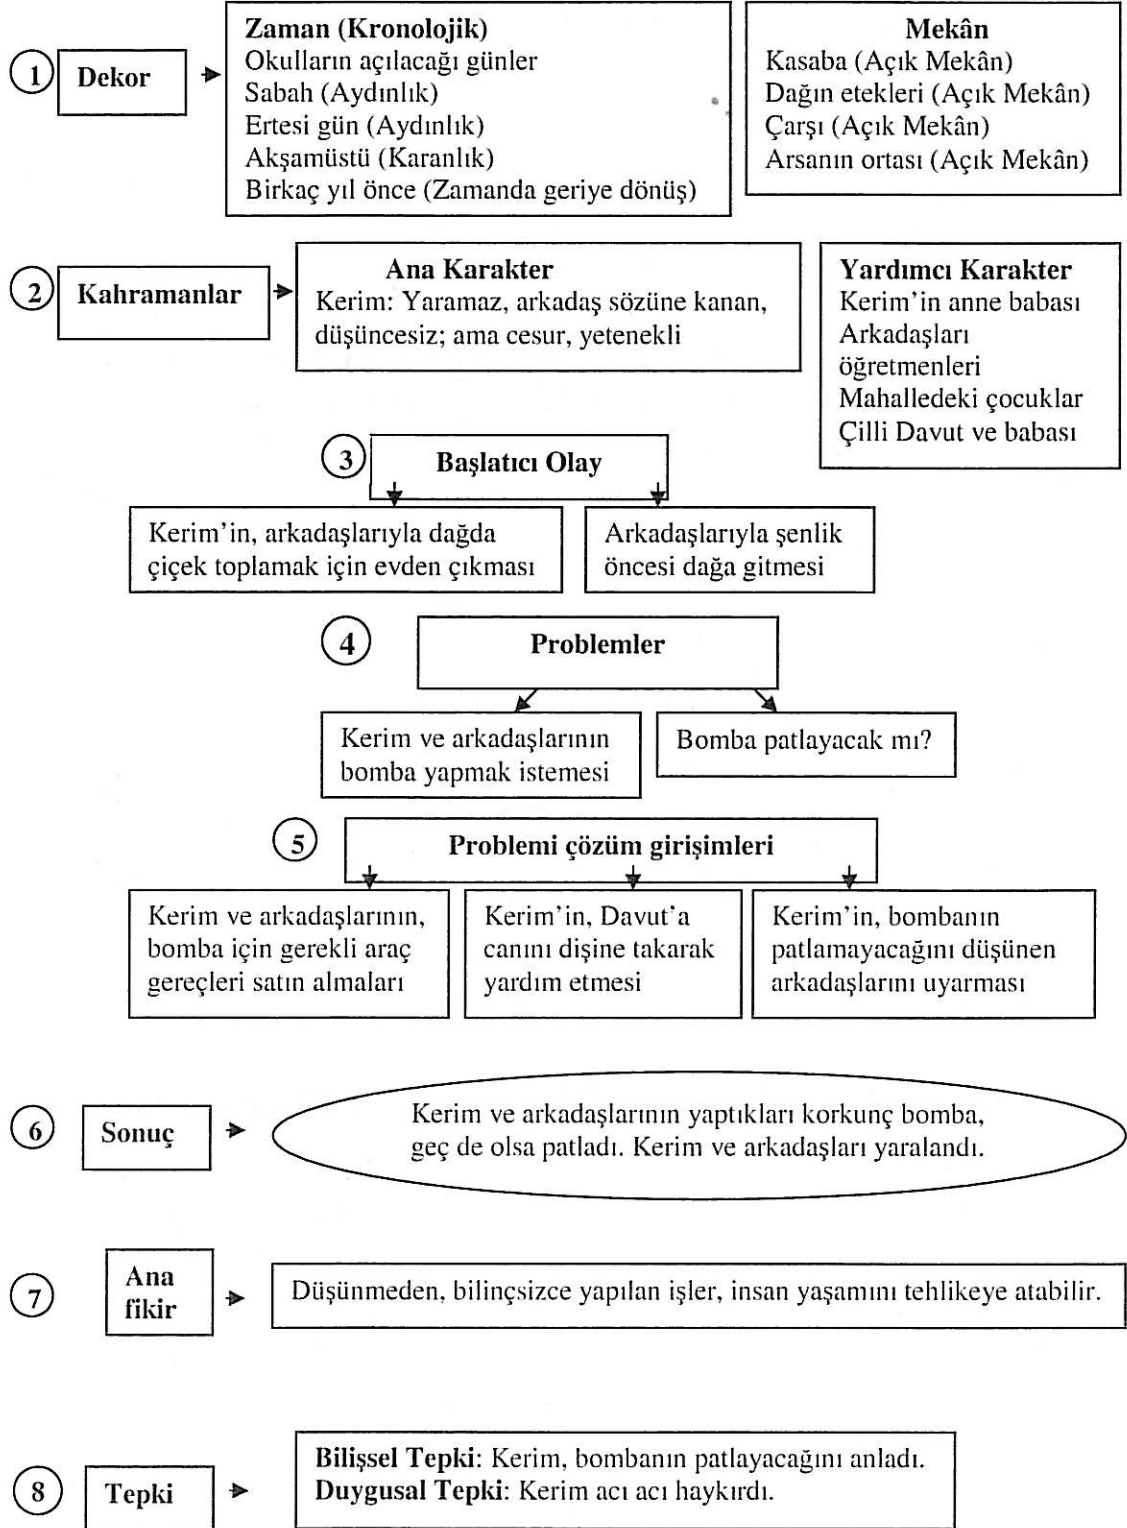 1
Dekor
Zaman (Kronolojik)
Okulların açılacağı günler
Sabah (Aydınlık)
Ertesi gün (Aydınlık)
Akşamüstü (Karanlık)
Birkaç yıl önce (Zamanda geriye dönüş)
Mekân
Kasaba (Açık Mekân)
Dağın etekleri (Açık Mekân)
Çarşı (Açık Mekân)
Arsanın ortası (Açık Mekân)
2
Kahramanlar
Ana Karakter
Kerim: Yaramaz, arkadaş sözüne kanan,
düşüncesiz; ama cesur, yetenekli
Yardımcı Karakter
Kerim'in anne babası
Arkadaşları
öğretmenleri
Mahalledeki çocuklar
Çilli Davut ve babası
3
Başlatıcı Olay
Kerim'in, arkadaşlarıyla dağda
çiçek toplamak için evden çıkması
Arkadaşlarıyla şenlik
öncesi dağa gitmesi
4
Problemler
Kerim ve arkadaşlarının
bomba yapmak istemesi
Bomba patlayacak mı?
5
Problemi çözüm girişimleri
Kerim ve arkadaşlarının,
bomba için gerekli araç
gereçleri satın almaları
Kerim'in, Davut'a
canını dişine takarak
yardım etmesi
Kerim'in, bombanın
patlamayacağını düşünen
arkadaşlarını uyarması
6
Sonuç
Kerim ve arkadaşlarının yaptıkları korkunç bomba,
geç de olsa patladı. Kerim ve arkadaşları yaralandı.
7
Ana
fikir
Düşünmeden, bilinçsizce yapılan işler, insan yaşamını tehlikeye atabilir.
8
Tepki
Bilişsel Tepki: Kerim, bombanın patlayacağını anladı.
Duygusal Tepki: Kerim acı acı haykırdı.